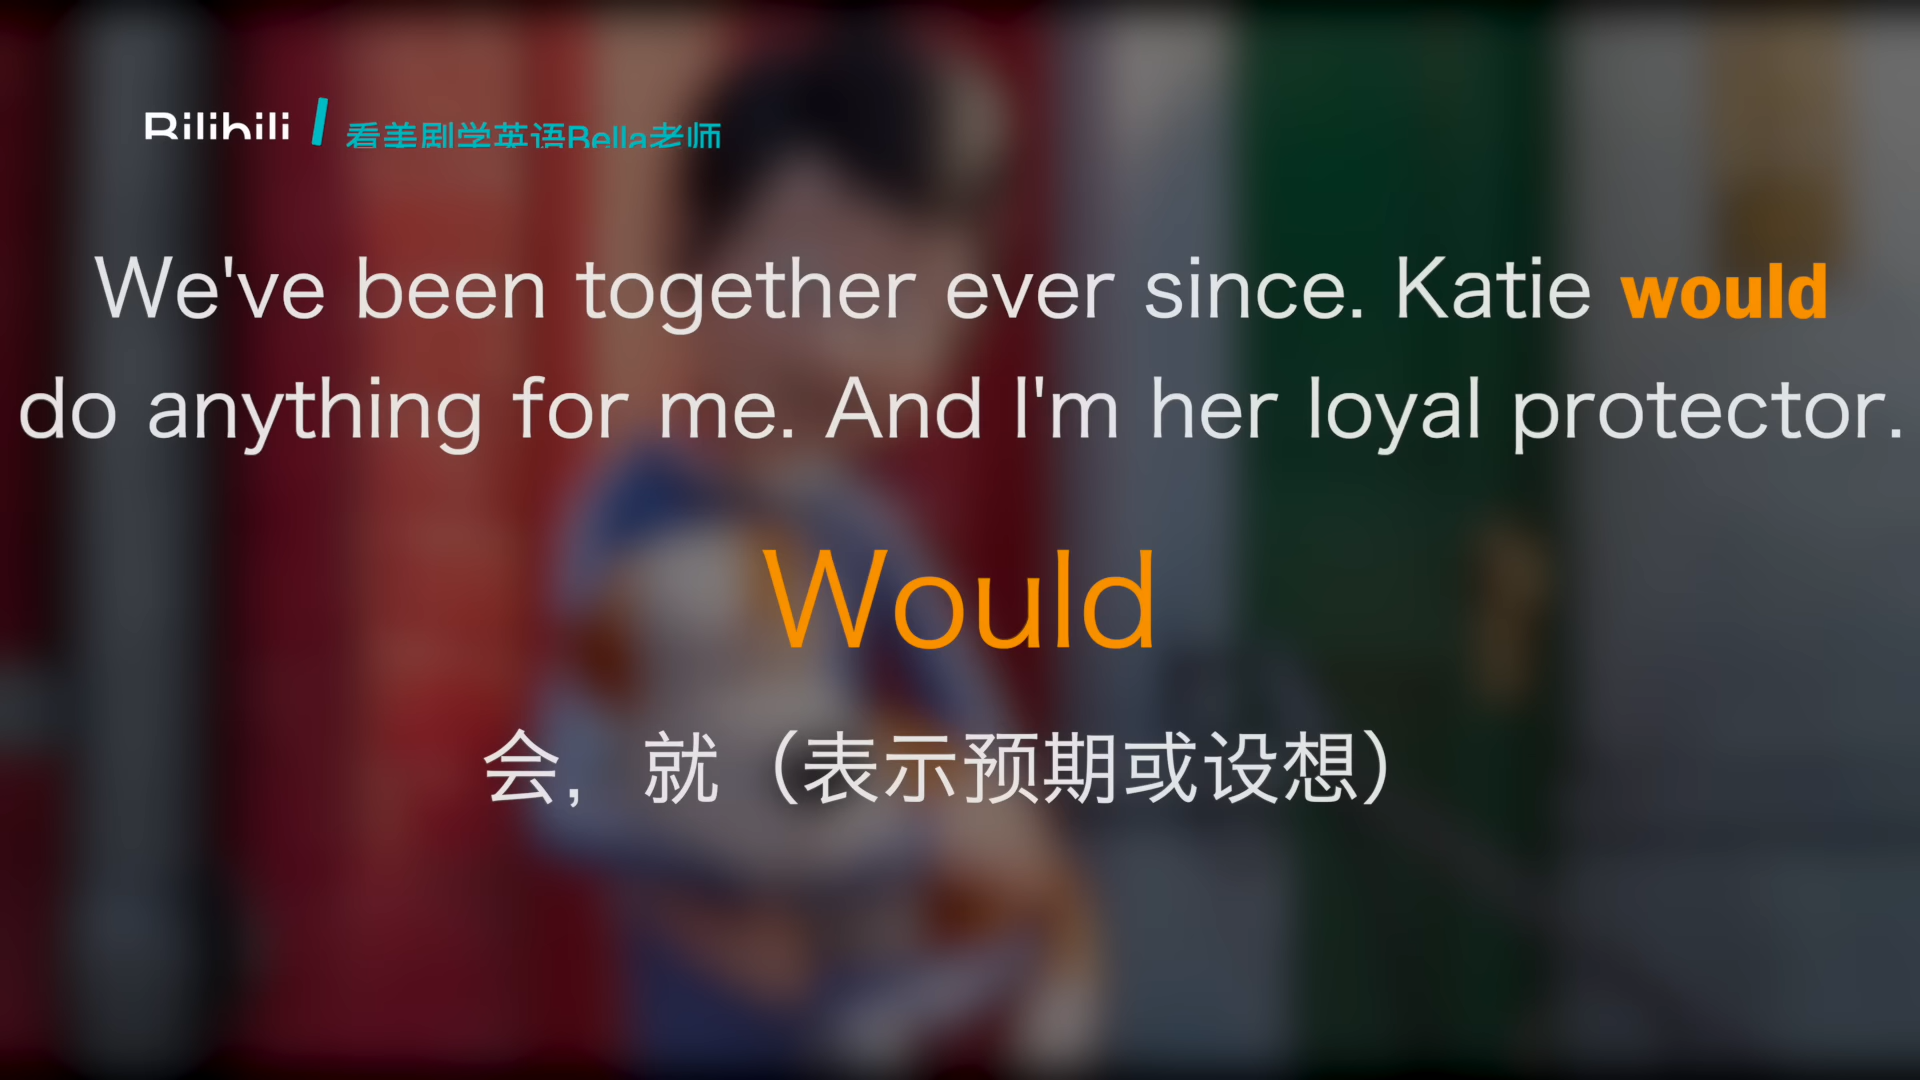 Bilibili
看美剧学英语Bella老师
We've been together ever since. Katie would
do anything for me. And I'm her loyal protector.
Would
会，就（表示预期或设想）